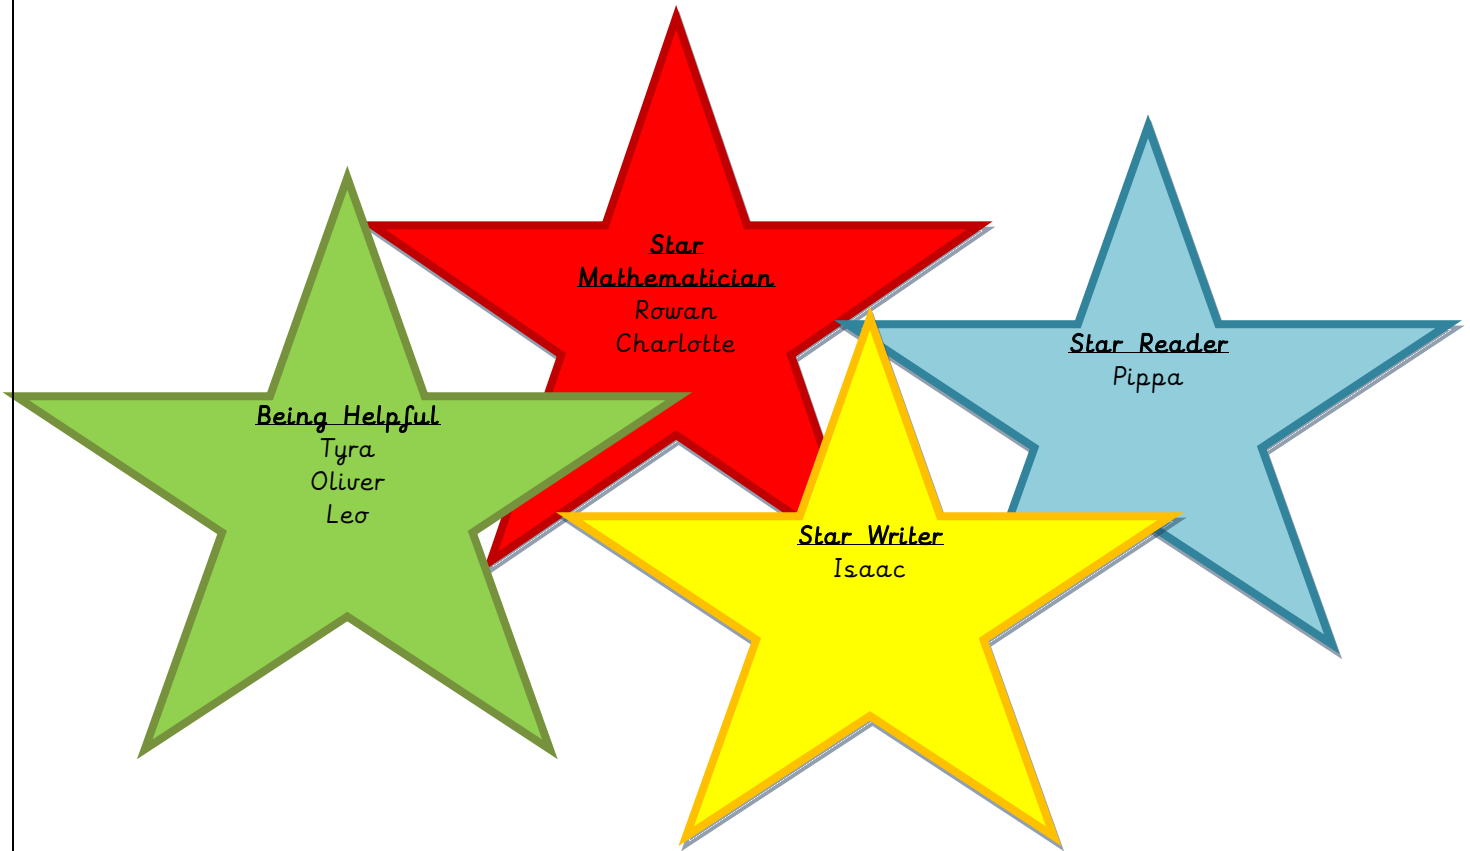 Star
Mathematician
Rowan
Charlotte
Star Reader
Pippa
Being Helpful
Tyra
Oliver
Leo
Star Writer
Isaac